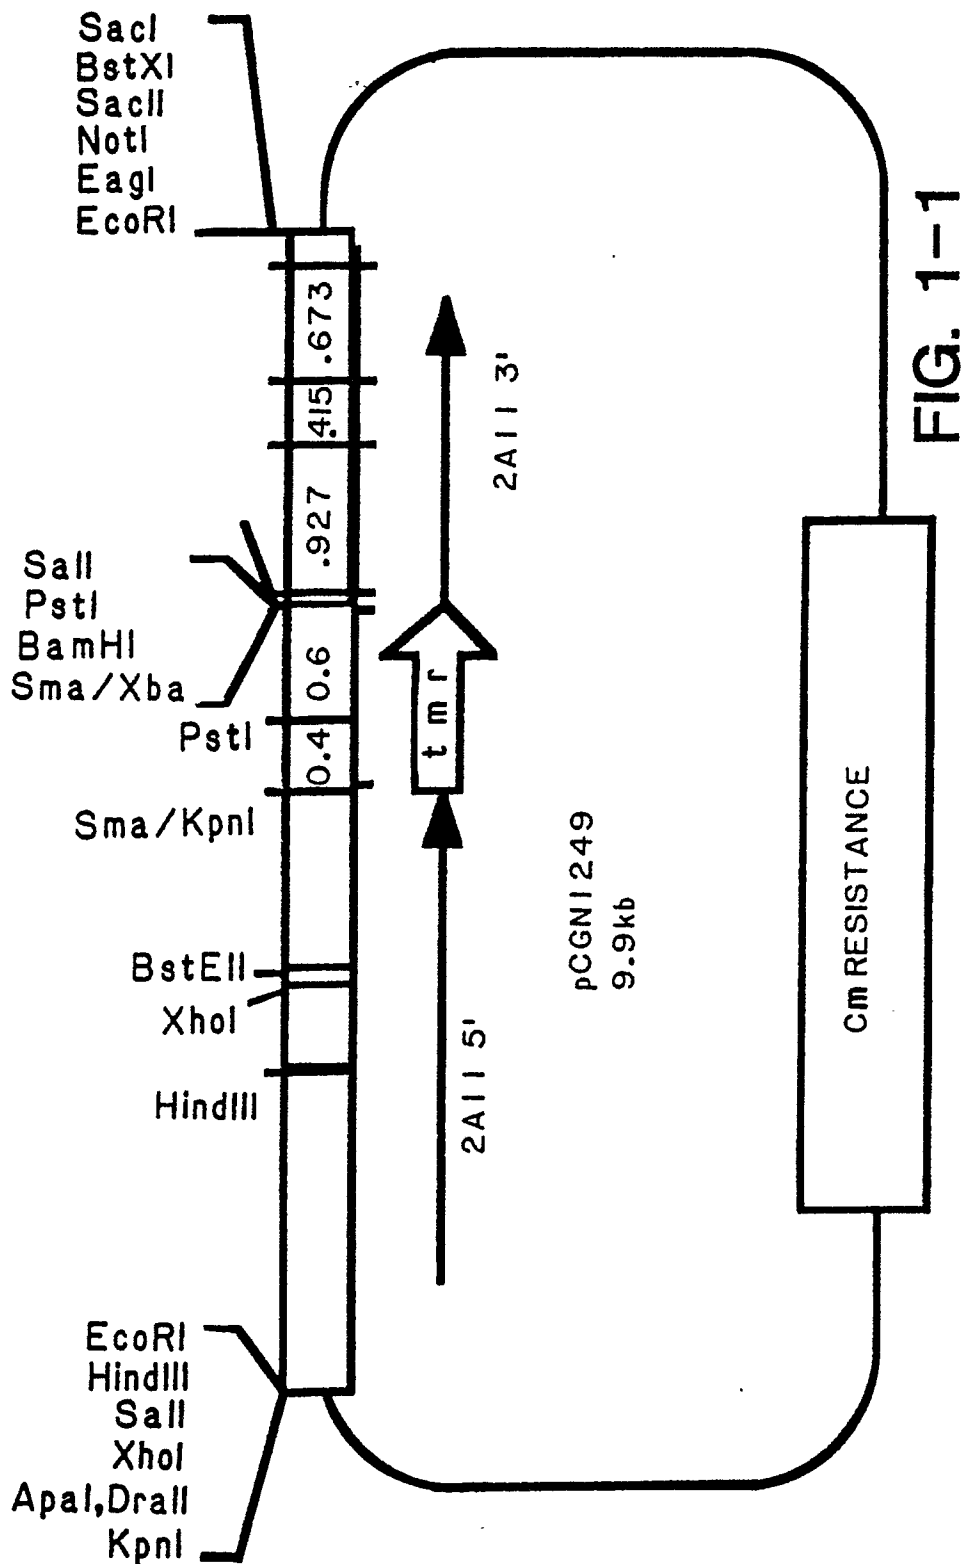 SacI
BstXI
SacII
NotI
EagI
EcoRI
SalI
PstI
BamHI
Sma/Xba
PstI
Sma/KpnI
BstEII
XhoI
HindIII
EcoRI
HindIII
SalI
XhoI
ApaI,DraII
KpnI
0.4
0.6
.927
.415
.673
2A11 5'
tmr
2A11 3'
pCGN1249
9.9kb
Cm RESISTANCE
FIG. 1-1